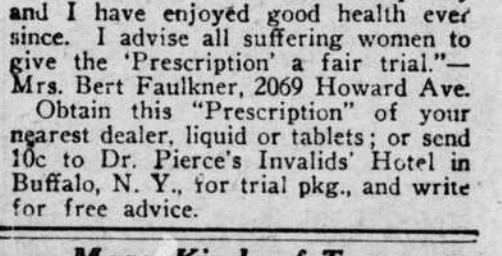 and I have enjoyed good health ever
since. I advise all suffering women to
give the 'Prescription' a fair trial."—
Mrs. Bert Faulkner, 2069 Howard Ave.
Obtain this "Prescription" of your
nearest dealer, liquid or tablets; or send
10c to Dr. Pierce's Invalids' Hotel in
Buffalo, N. Y., for trial pkg., and write
for free advice.